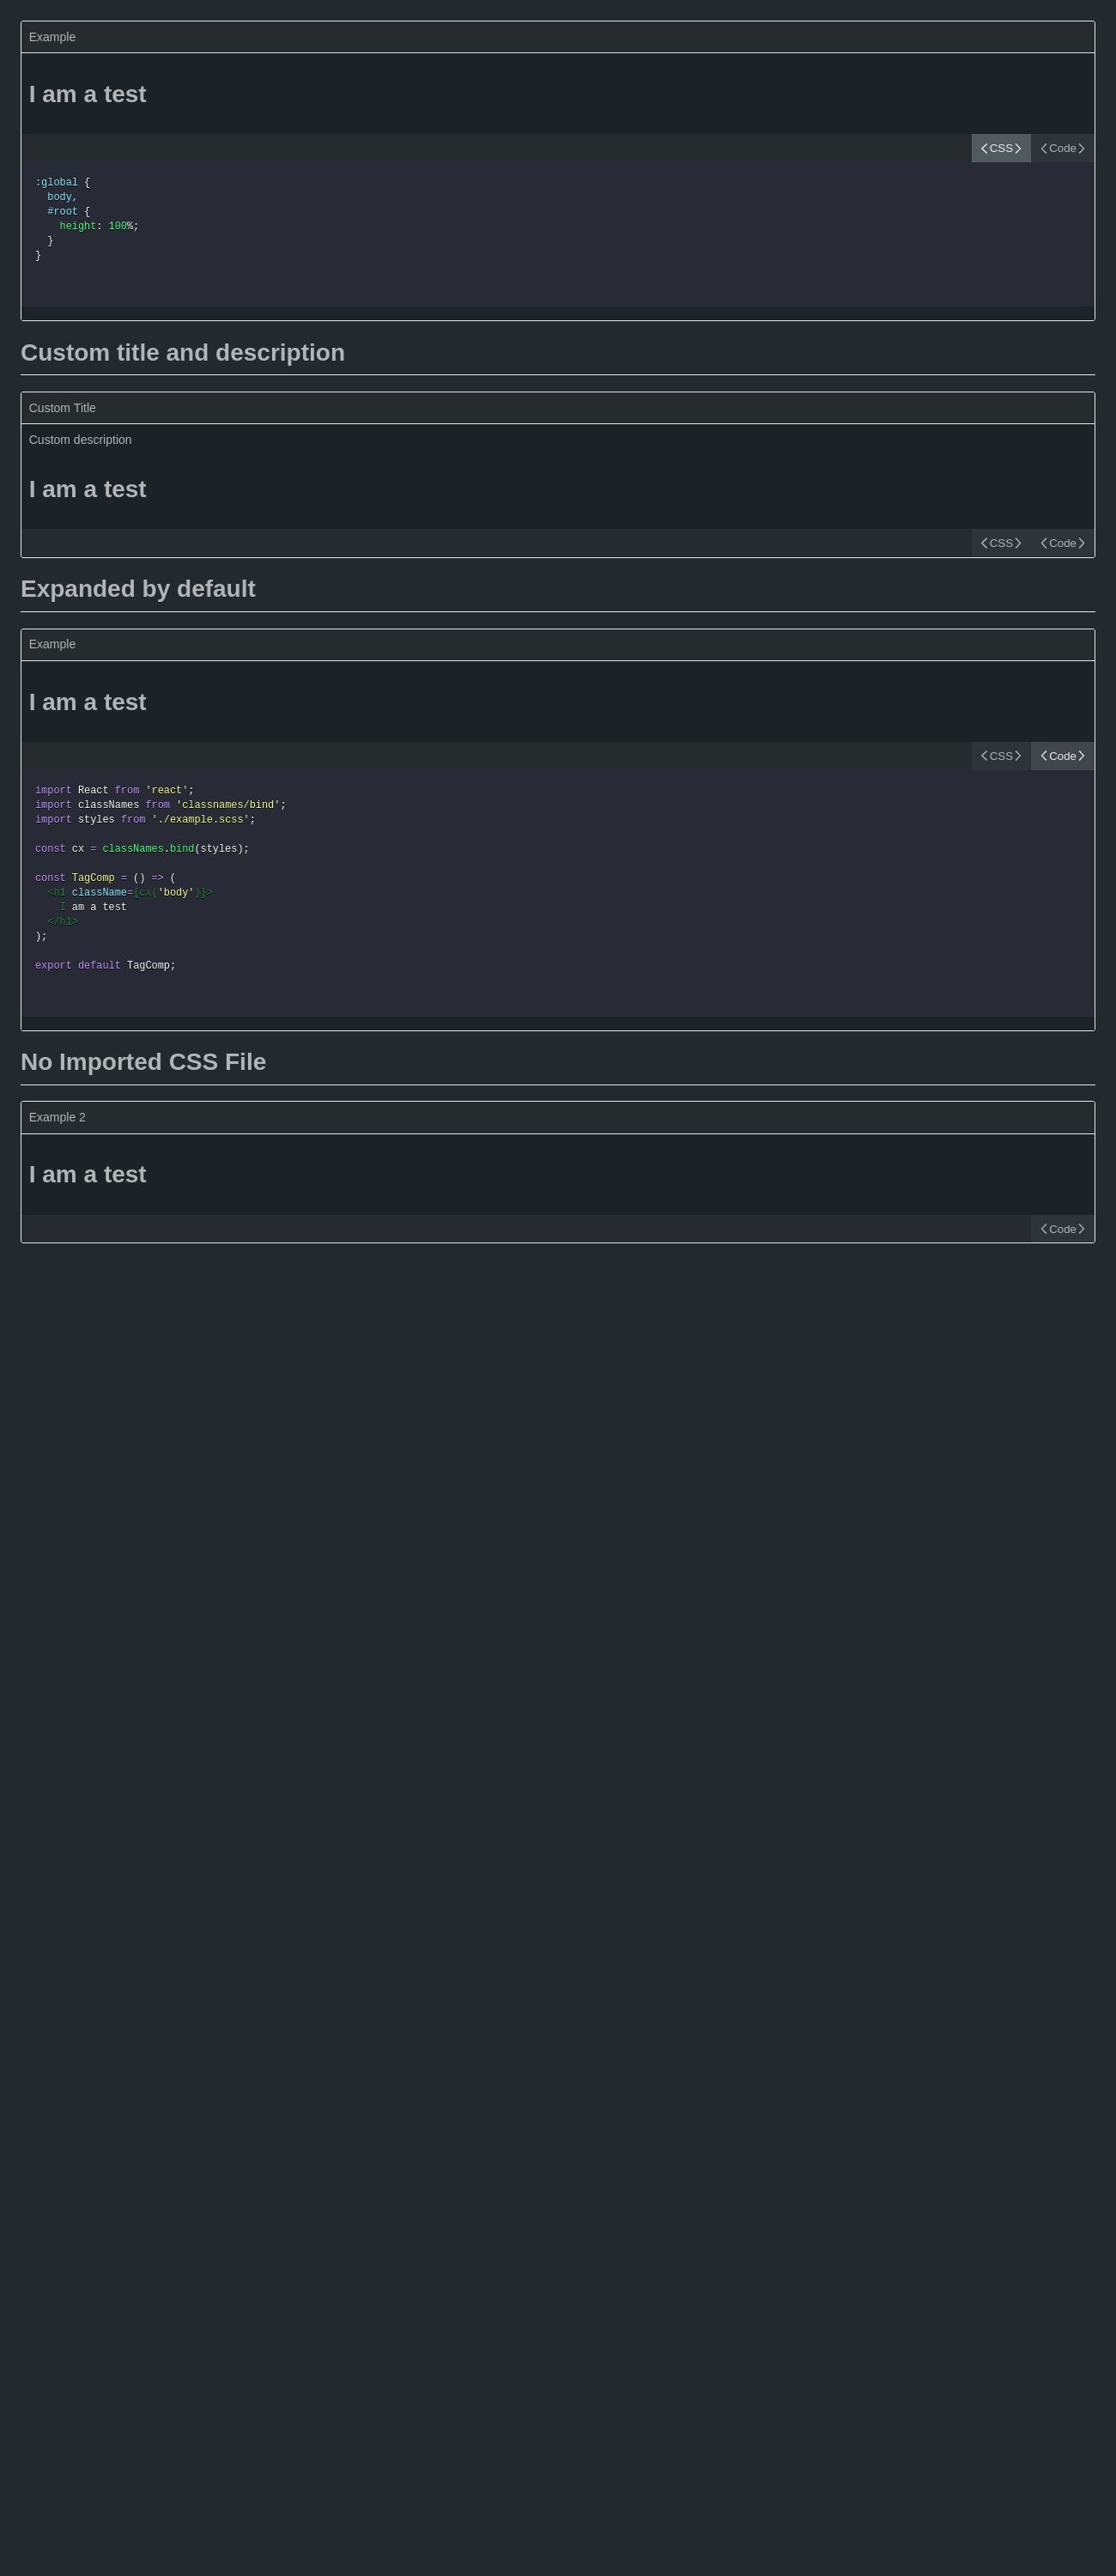 Example
I am a test
CSS Code
:global {
body,
#root {
height: 100%;
}
}
Custom title and description
Custom Title
Custom description
I am a test
CSS Code
Expanded by default
Example
I am a test
CSS Code
import React from 'react';
import classNames from 'classnames/bind';
import styles from './example.scss';
const cx = classNames.bind(styles);
const TagComp = () => (
<h1 className={cx('body')}>
I am a test
</h1>
);
export default TagComp;
No Imported CSS File
Example 2
I am a test
Code